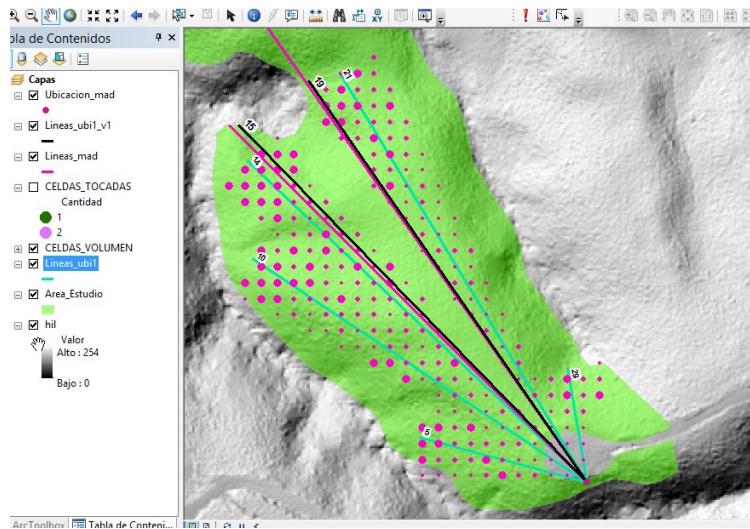 bla de Contenidos
Capas
Ubicacion_mad
Lineas_ubi1_v1
Lineas_mad
CELDAS_TOCADAS
Cantidad
1
2
CELDAS_VOLUMEN
Lineas_ubi1
Area_Estudio
hil
Valor
Alto : 254
Bajo : 0
ArcToolbox
Tabla de Conteni...
21
19
15
14
10
29
5